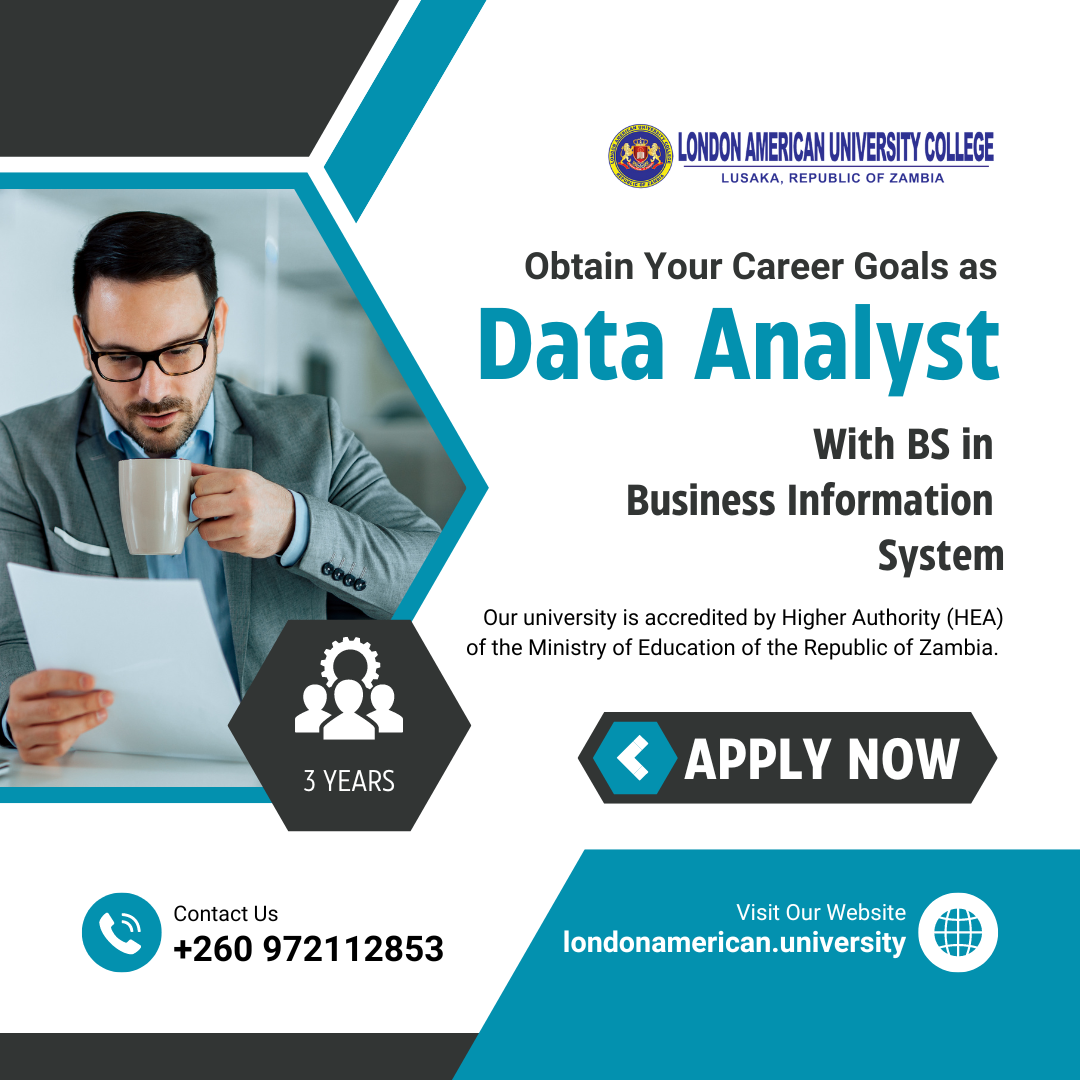 LONDON AMERICAN UNIVERSITY COLLEGE
LUSAKA, REPUBLIC OF ZAMBIA
Obtain Your Career Goals as
Data Analyst
With BS in
Business Information
System
Our university is accredited by Higher Authority (HEA)
of the Ministry of Education of the Republic of Zambia.
3 YEARS
APPLY NOW
Contact Us
+260 972112853
Visit Our Website
londonamerican.university